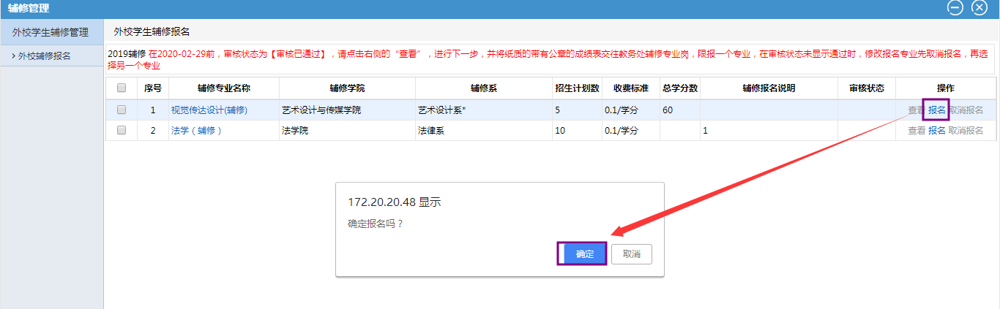 辅修管理
外校学生辅修管理
外校辅修报名
外校学生辅修报名
2019辅修 在2020-02-29前，审核状态为【审核已通过】，请点击右侧的“查看”，进行下一步，并将纸质的带有公章的成绩表交往教务处辅修专业岗，限报一个专业，在审核状态未显示通过时，修改报名专业先取消报名，再选
择另一个专业
序号 辅修专业名称 辅修学院 辅修系 招生计划数 收费标准 总学分数 辅修报名说明 审核状态 操作
1 视觉传达设计(辅修) 艺术设计与传媒学院 艺术设计系* 5 0.1/学分 60 查看 报名 取消报名
2 法学（辅修） 法学院 法律系 10 0.1/学分 1 查看 报名 取消报名
172.20.20.48 显示
确定报名吗？
确定 取消